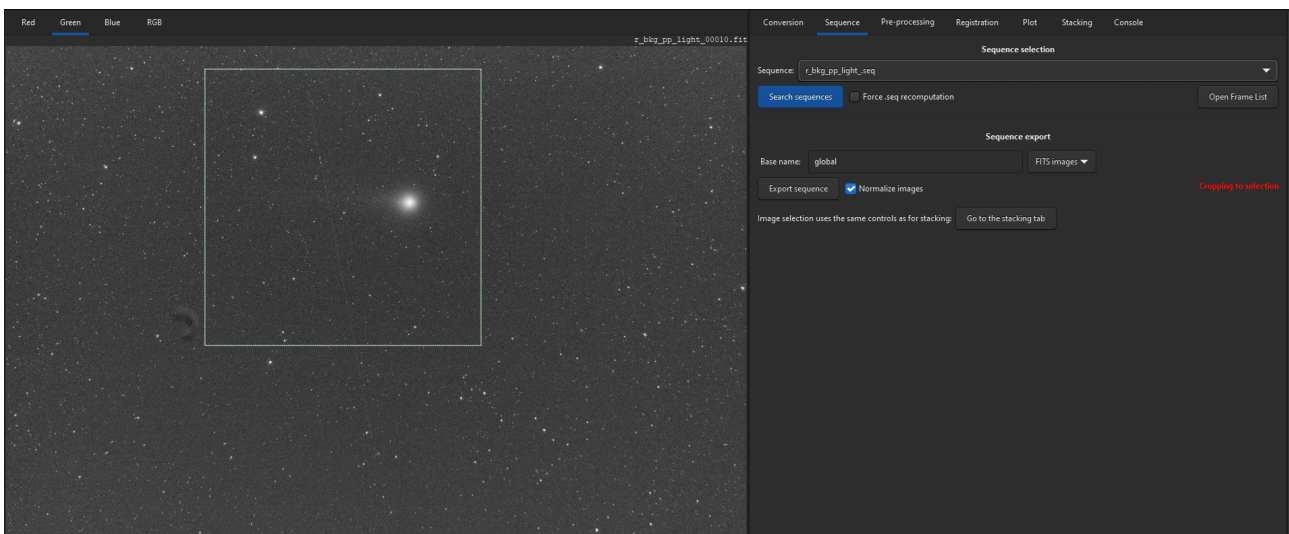 Red Green Blue RGB
r_bkg_pp_light_00010.fit
Conversion Sequence Pre-processing Registration Plot Stacking Console
Sequence selection
Sequence: r_bkg_pp_light_.seq
Search sequences Force .seq recomputation Open Frame List
Sequence export
Base name: global FITS images
Export sequence Normalize images Cropping to selection
Image selection uses the same controls as for stacking: Go to the stacking tab